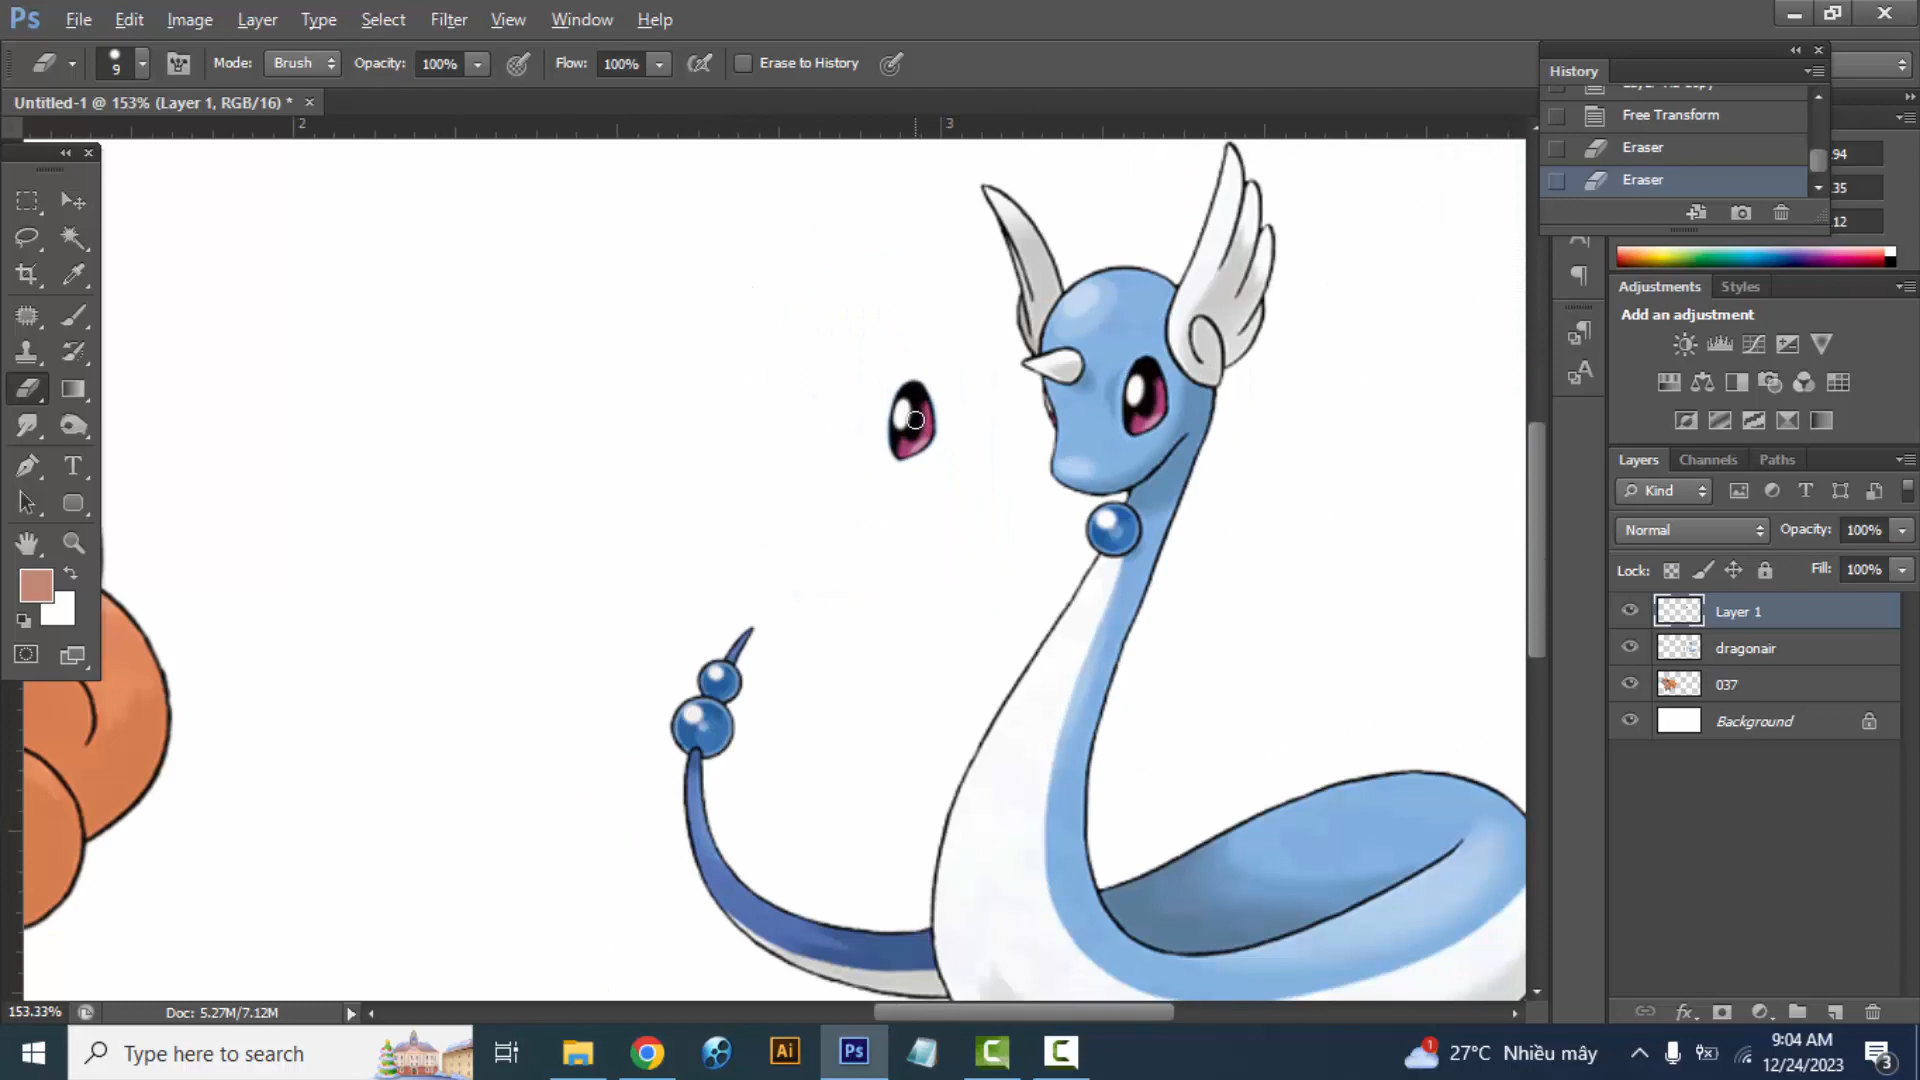 Ps File Edit Image Layer Type Select Filter View Window Help
9 Mode: Brush Opacity: 100% Flow: 100% Erase to History
Untitled-1 @ 153% (Layer 1, RGB/16) * ×
2 3
History
Free Transform
Eraser
Eraser
94
35
12
Adjustments Styles
Add an adjustment
Layers Channels Paths
Kind
Normal Opacity: 100%
Lock: Fill: 100%
Layer 1
dragonair
037
Background
153.33% Doc: 5.27M/7.12M
Type here to search
Ai Ps
1 27°C Nhiều mây
9:04 AM
12/24/2023
3